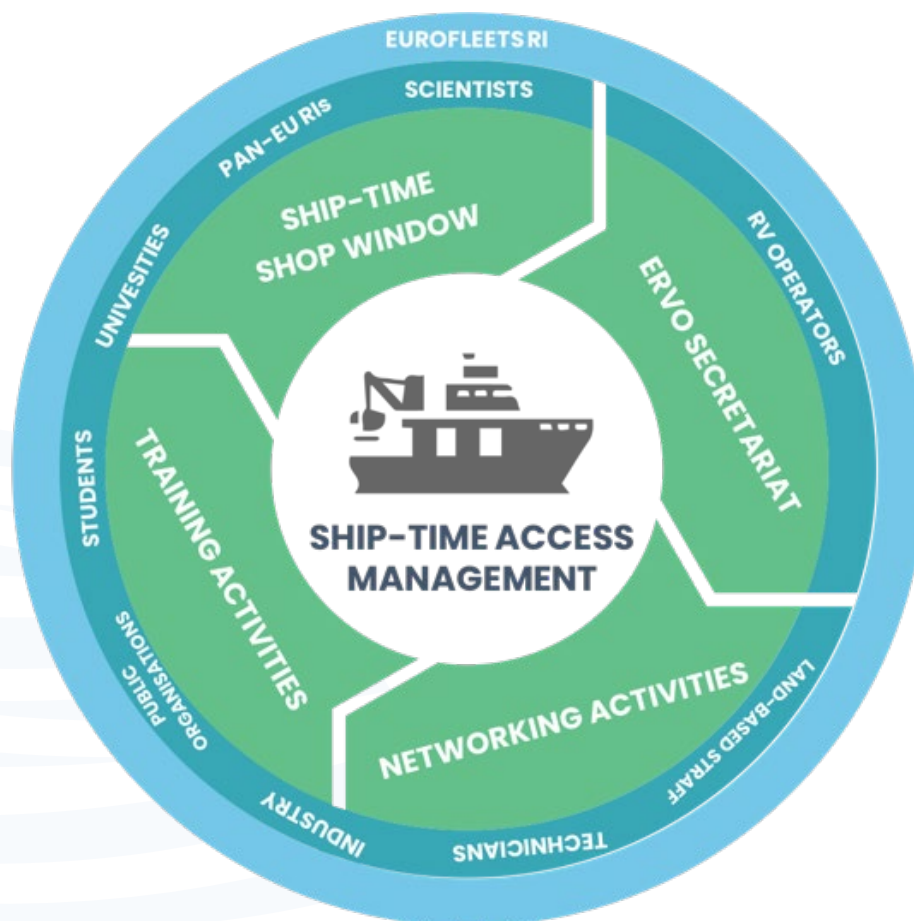 EUROFLEETS RI
SCIENTISTS
PAN-EU RIs
UNIVESITIES
STUDENTS
PUBLIC
ORGANISATIONS
INDUSTRY
TECHNICIANS
LAND-BASED STAFF
RV OPERATORS
SHIP-TIME
SHOP WINDOW
ERVO SECRETARIAT
NETWORKING ACTIVITIES
TRAINING ACTIVITIES
SHIP-TIME ACCESS
MANAGEMENT